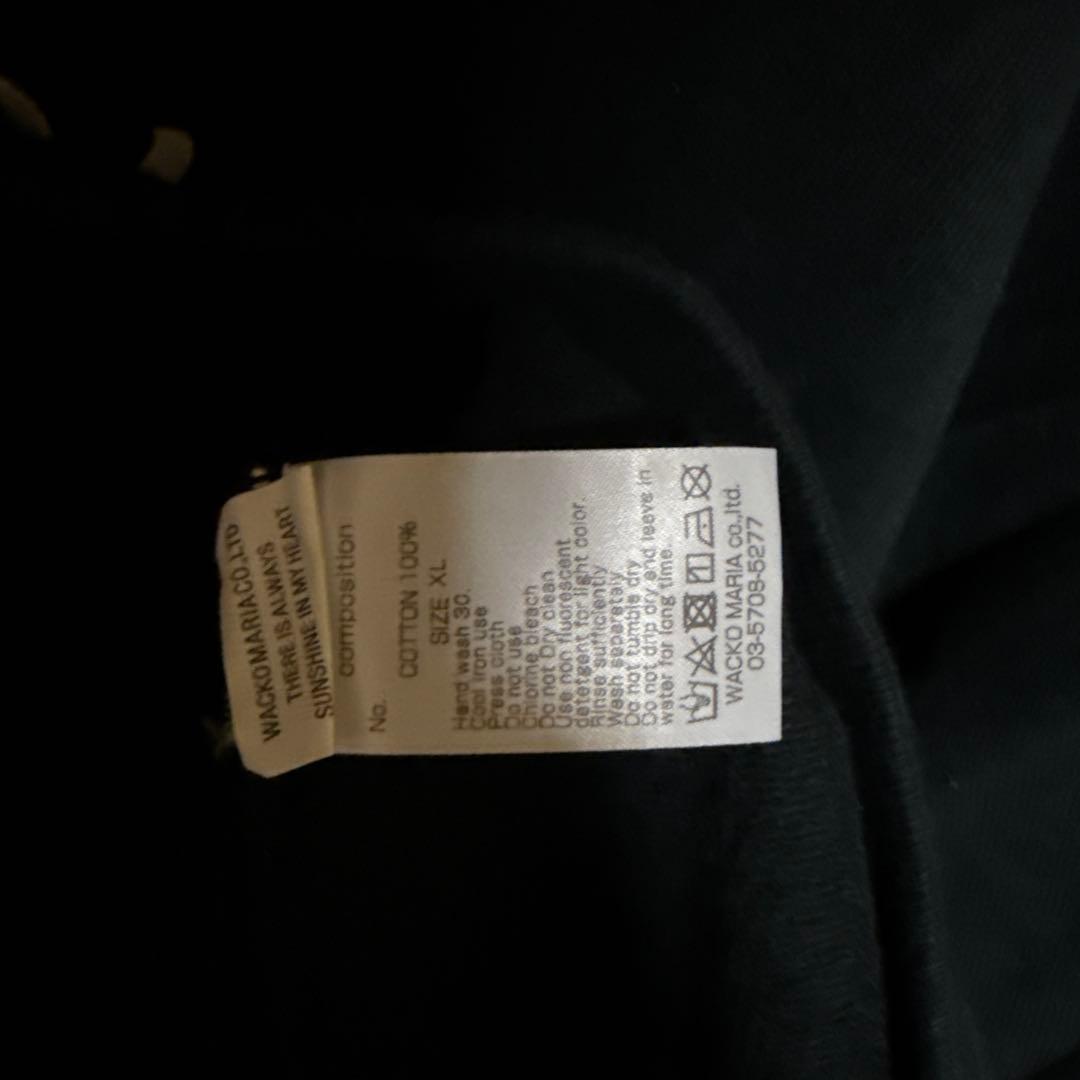 WACKOMARIACO.,LTD
THERE IS ALWAYS
SUNSHINE IN MY HEART
composition
No.
COTTON 100%
SIZE XL
Hand wash 30.
Cool iron use
Press cloth
Do not use
Chlorine bleach
Do not Dry clean
Use non fluorescent
detergent for light color.
Rinse sufficiently
Wash separetaly
Do not tumble dry
Do not drip dry and leeve in
water for long time.
WACKO MARIA co.,ltd.
03-5708-5277